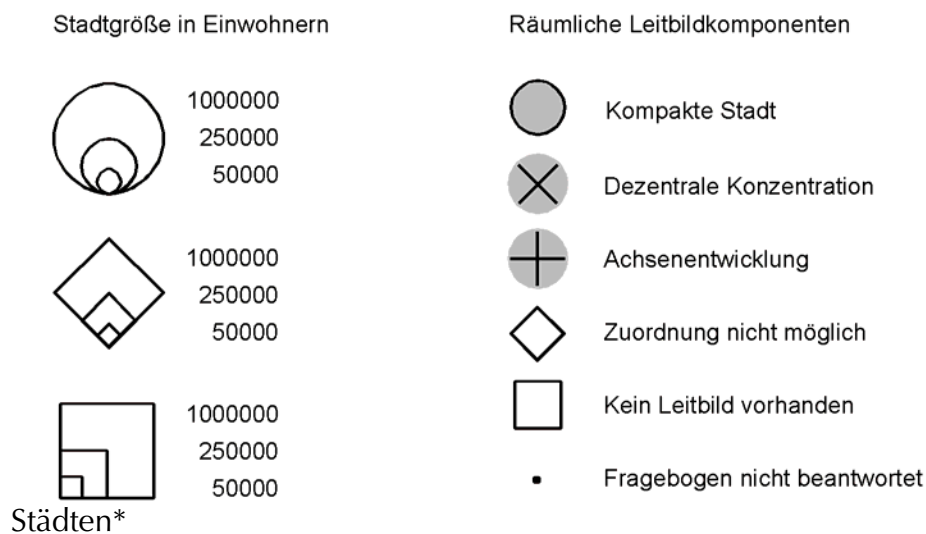 Stadtgröße in Einwohnern
1000000
250000
50000
1000000
250000
50000
1000000
250000
50000
Räumliche Leitbildkomponenten
Kompakte Stadt
Dezentrale Konzentration
Achsenentwicklung
Zuordnung nicht möglich
Kein Leitbild vorhanden
Fragebogen nicht beantwortet
Städten*